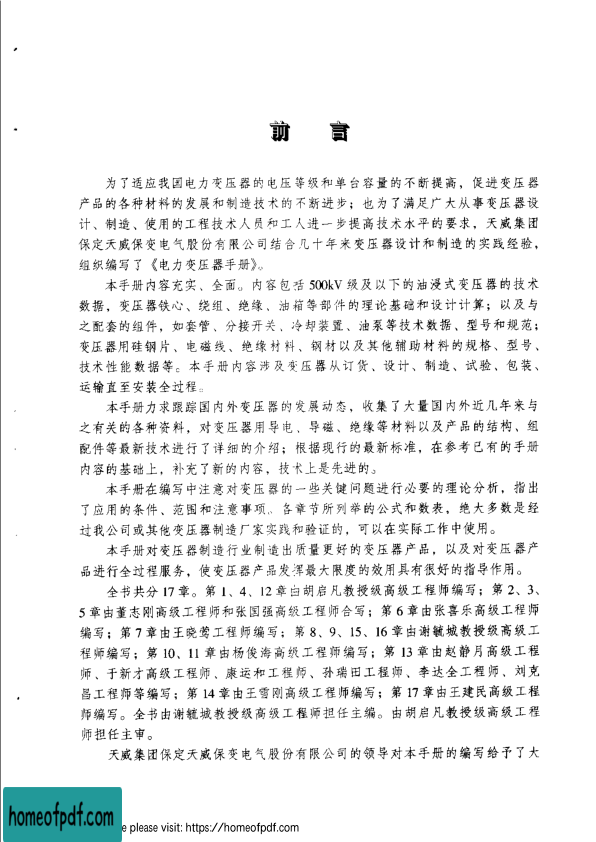 前 言
为了适应我国电力变压器的电压等级和单台容量的不断提高，促进变压器
产品的各种材料的发展和制造技术的不断进步；也为了满足广大从事变压器设
计、制造、使用的工程技术人员和工人进一步提高技术水平的要求，天威集团
保定天威保变电气股份有限公司结合几十年来变压器设计和制造的实践经验，
组织编写了《电力变压器手册》。
本手册内容充实、全面。内容包括 500kV 级及以下的油浸式变压器的技术
数据，变压器铁心、绕组、绝缘、油箱等部件的理论基础和设计计算；以及与
之配套的组件，如套管、分接开关、冷却装置、油泵等技术数据、型号和规范；
变压器用硅钢片、电磁线、绝缘材料、钢材以及其他辅助材料的规格、型号、
技术性能数据等。本手册内容涉及变压器从订货、设计、制造、试验、包装、
运输直至安装全过程。
本手册力求跟踪国内外变压器的发展动态，收集了大量国内外近几年来与
之有关的各种资料，对变压器用导电、导磁、绝缘等材料以及产品的结构、组
配件等最新技术进行了详细的介绍；根据现行的最新标准，在参考已有的手册
内容的基础上，补充了新的内容，技术上是先进的。
本手册在编写中注意对变压器的一些关键问题进行必要的理论分析，指出
了应用的条件、范围和注意事项。各章节所列举的公式和数表，绝大多数是经
过我公司或其他变压器制造厂家实践和验证的，可以在实际工作中使用。
本手册对变压器制造行业制造出质量更好的变压器产品，以及对变压器产
品进行全过程服务，使变压器产品发挥最大限度的效用具有很好的指导作用。
全书共分 17 章。第 1、4、12 章由胡启凡教授级高级工程师编写；第 2、3、
5 章由董志刚高级工程师和张国强高级工程师合写；第 6 章由张喜乐高级工程师
编写；第 7 章由王晓莺工程师编写；第 8、9、15、16 章由谢毓城教授级高级工
程师编写；第 10、11 章由杨俊海高级工程师编写；第 13 章由赵静月高级工程
师、于新才高级工程师、康运和工程师、孙瑞田工程师、李达全工程师、刘克
昌工程师等编写；第 14 章由王雪刚高级工程师编写；第 17 章由王建民高级工程
师编写。全书由谢毓城教授级高级工程师担任主编。由胡启凡教授级高级工程
师担任主审。
天威集团保定天威保变电气股份有限公司的领导对本手册的编写给予了大
homeofpdf.com
e please visit: https://homeofpdf.com